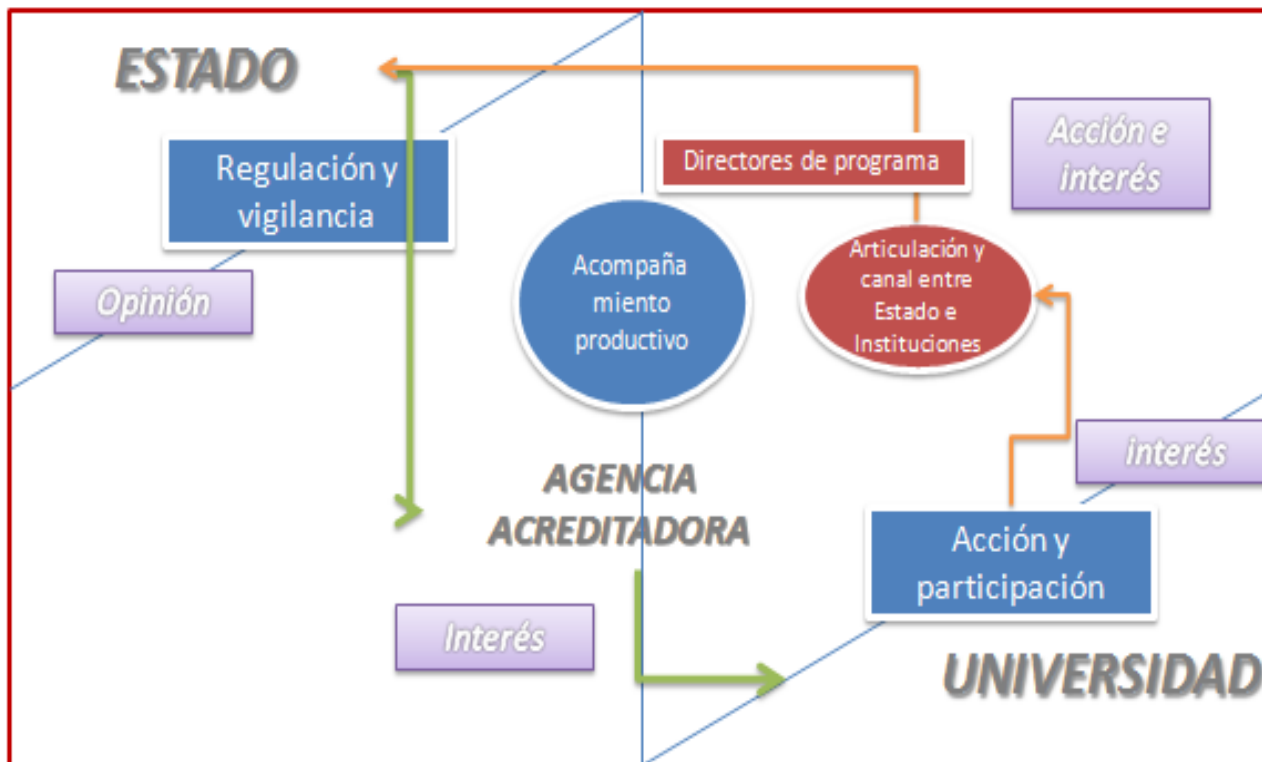 ESTADO
Regulación y
vigilancia
Opinión
Directores de programa
Acción e
interés
Acompaña
miento
productivo
Articulación y
canal entre
Estado e
Instituciones
interés
AGENCIA
ACREDITADORA
Acción y
participación
Interés
UNIVERSIDAD